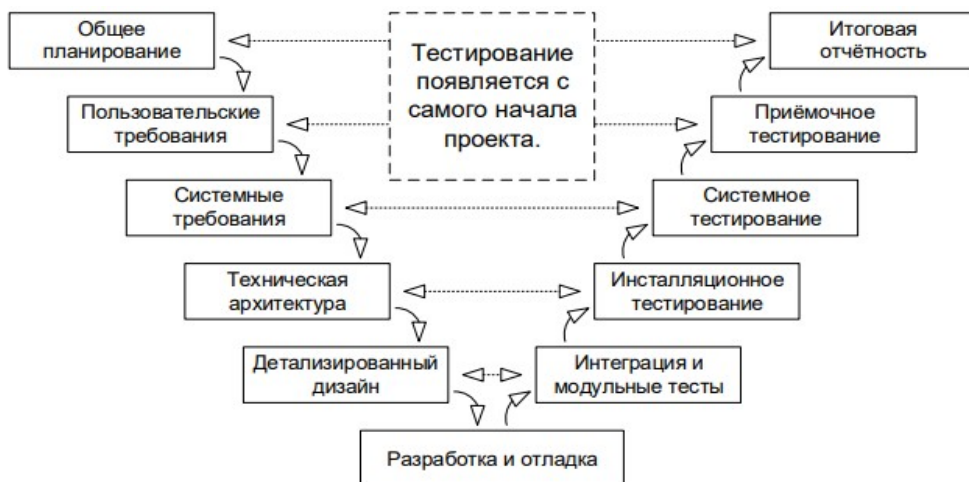 Общее
планирование
Тестирование
появляется с
самого начала
проекта.
Итоговая
отчётность
Пользовательские
требования
Приёмочное
тестирование
Системные
требования
Системное
тестирование
Техническая
архитектура
Инсталляционное
тестирование
Детализированный
дизайн
Интеграция и
модульные тесты
Разработка и отладка